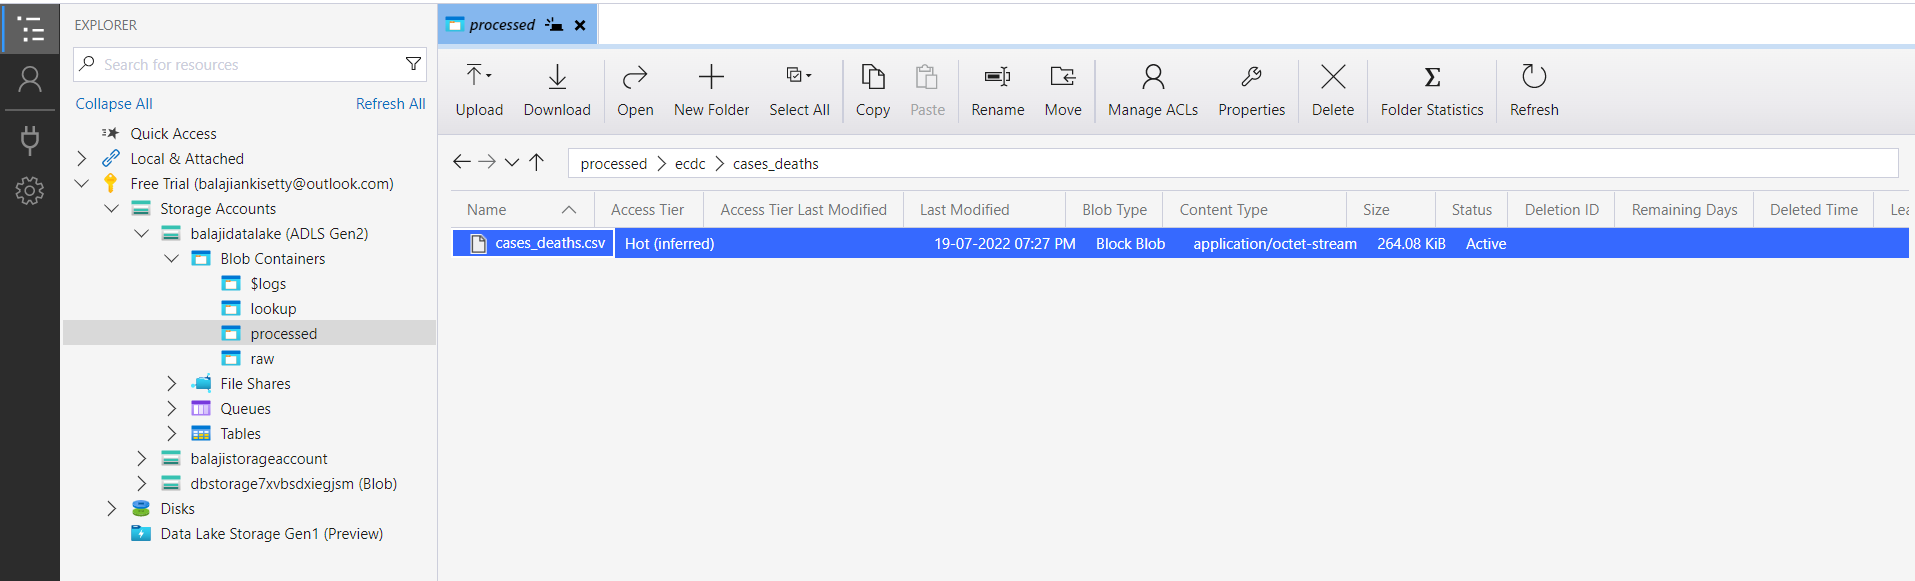 EXPLORER
Search for resources
Collapse All Refresh All
Quick Access
Local & Attached
Free Trial (balajiankisetty@outlook.com)
Storage Accounts
balajidatalake (ADLS Gen2)
Blob Containers
$logs
lookup
processed
raw
File Shares
Queues
Tables
balajistorageaccount
dbstorage7xvbsdxiegjsm (Blob)
Disks
Data Lake Storage Gen1 (Preview)
processed
Upload Download Open New Folder Select All Copy Paste Rename Move Manage ACLs Properties Delete Folder Statistics Refresh
processed ecdc cases_deaths
Name Access Tier Access Tier Last Modified Last Modified Blob Type Content Type Size Status Deletion ID Remaining Days Deleted Time Lea
cases_deaths.csv Hot (inferred) 19-07-2022 07:27 PM Block Blob application/octet-stream 264.08 KiB Active